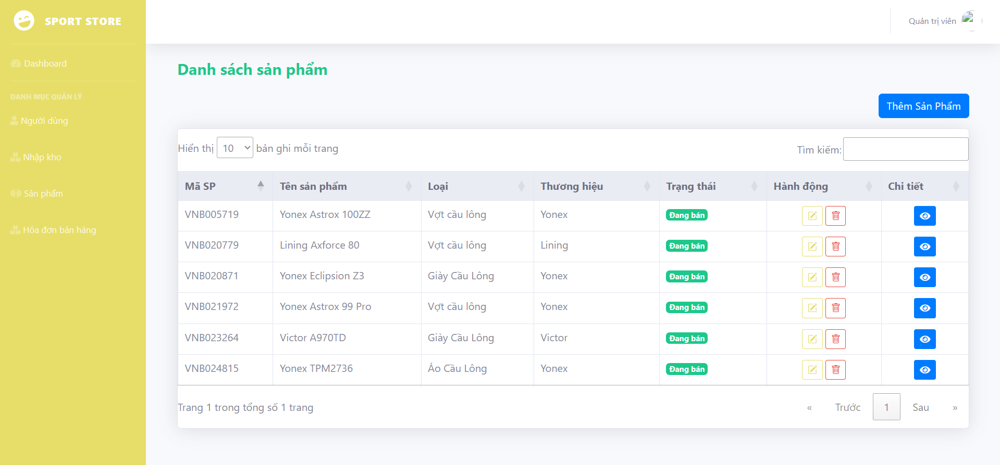 SPORT STORE
Quản trị viên
Dashboard
DANH MỤC QUẢN LÝ
Người dùng
Nhập kho
Sản phẩm
Hóa đơn bán hàng
Danh sách sản phẩm
Thêm Sản Phẩm
Hiển thị 10 bản ghi mỗi trang
Tìm kiếm:
Mã SP Tên sản phẩm Loại Thương hiệu Trạng thái Hành động Chi tiết
VNB005719 Yonex Astrox 100ZZ Vợt cầu lông Yonex Đang bán
VNB020779 Lining Axforce 80 Vợt cầu lông Lining Đang bán
VNB020871 Yonex Eclipsion Z3 Giày Cầu Lông Yonex Đang bán
VNB021972 Yonex Astrox 99 Pro Vợt cầu lông Yonex Đang bán
VNB023264 Victor A970TD Giày Cầu Lông Victor Đang bán
VNB024815 Yonex TPM2736 Áo Cầu Lông Yonex Đang bán
Trang 1 trong tổng số 1 trang
« Trước 1 Sau »